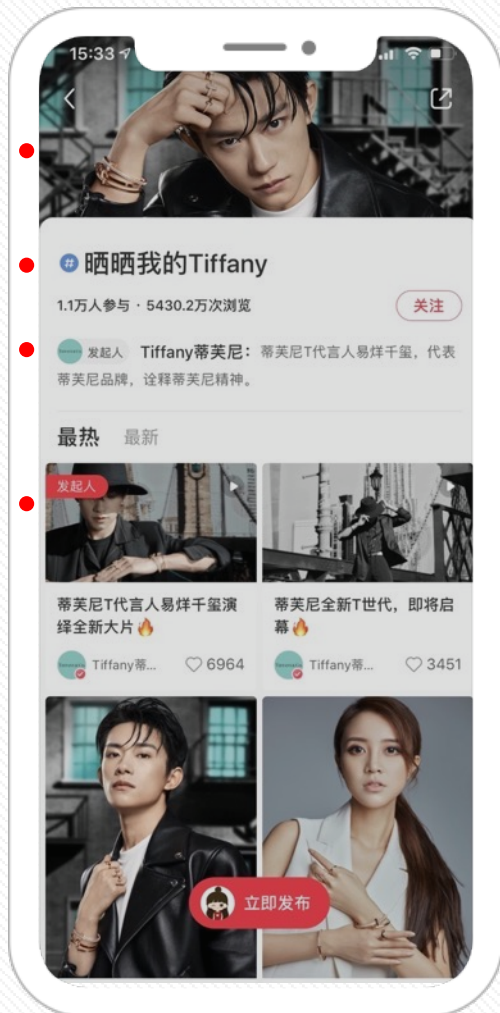 15:33
晒晒我的Tiffany
1.1万人参与 · 5430.2万次浏览
关注
发起人 Tiffany蒂芙尼：蒂芙尼T代言人易烊千玺，代表
蒂芙尼品牌，诠释蒂芙尼精神。
最热 最新
发起人
蒂芙尼T代言人易烊千玺演
绎全新大片🔥
Tiffany蒂... 6964
蒂芙尼全新T世代，即将启
幕🔥
Tiffany蒂... 3451
立即发布